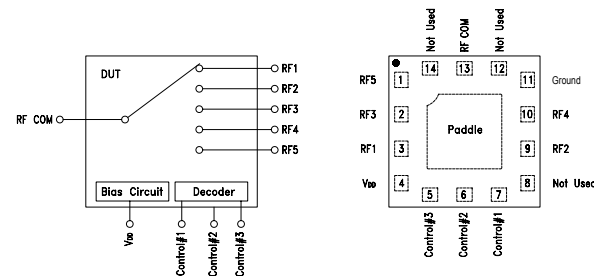 DUT
RF COM
RF1
RF2
RF3
RF4
RF5
Bias Circuit
Decoder
VDD
Control#1
Control#2
Control#3
Not Used
RF COM
Not Used
14
13
12
RF5
1
11
Ground
RF3
2
10
RF4
Paddle
RF1
3
9
RF2
VDD
4
8
Not Used
5
6
7
Control#3
Control#2
Control#1